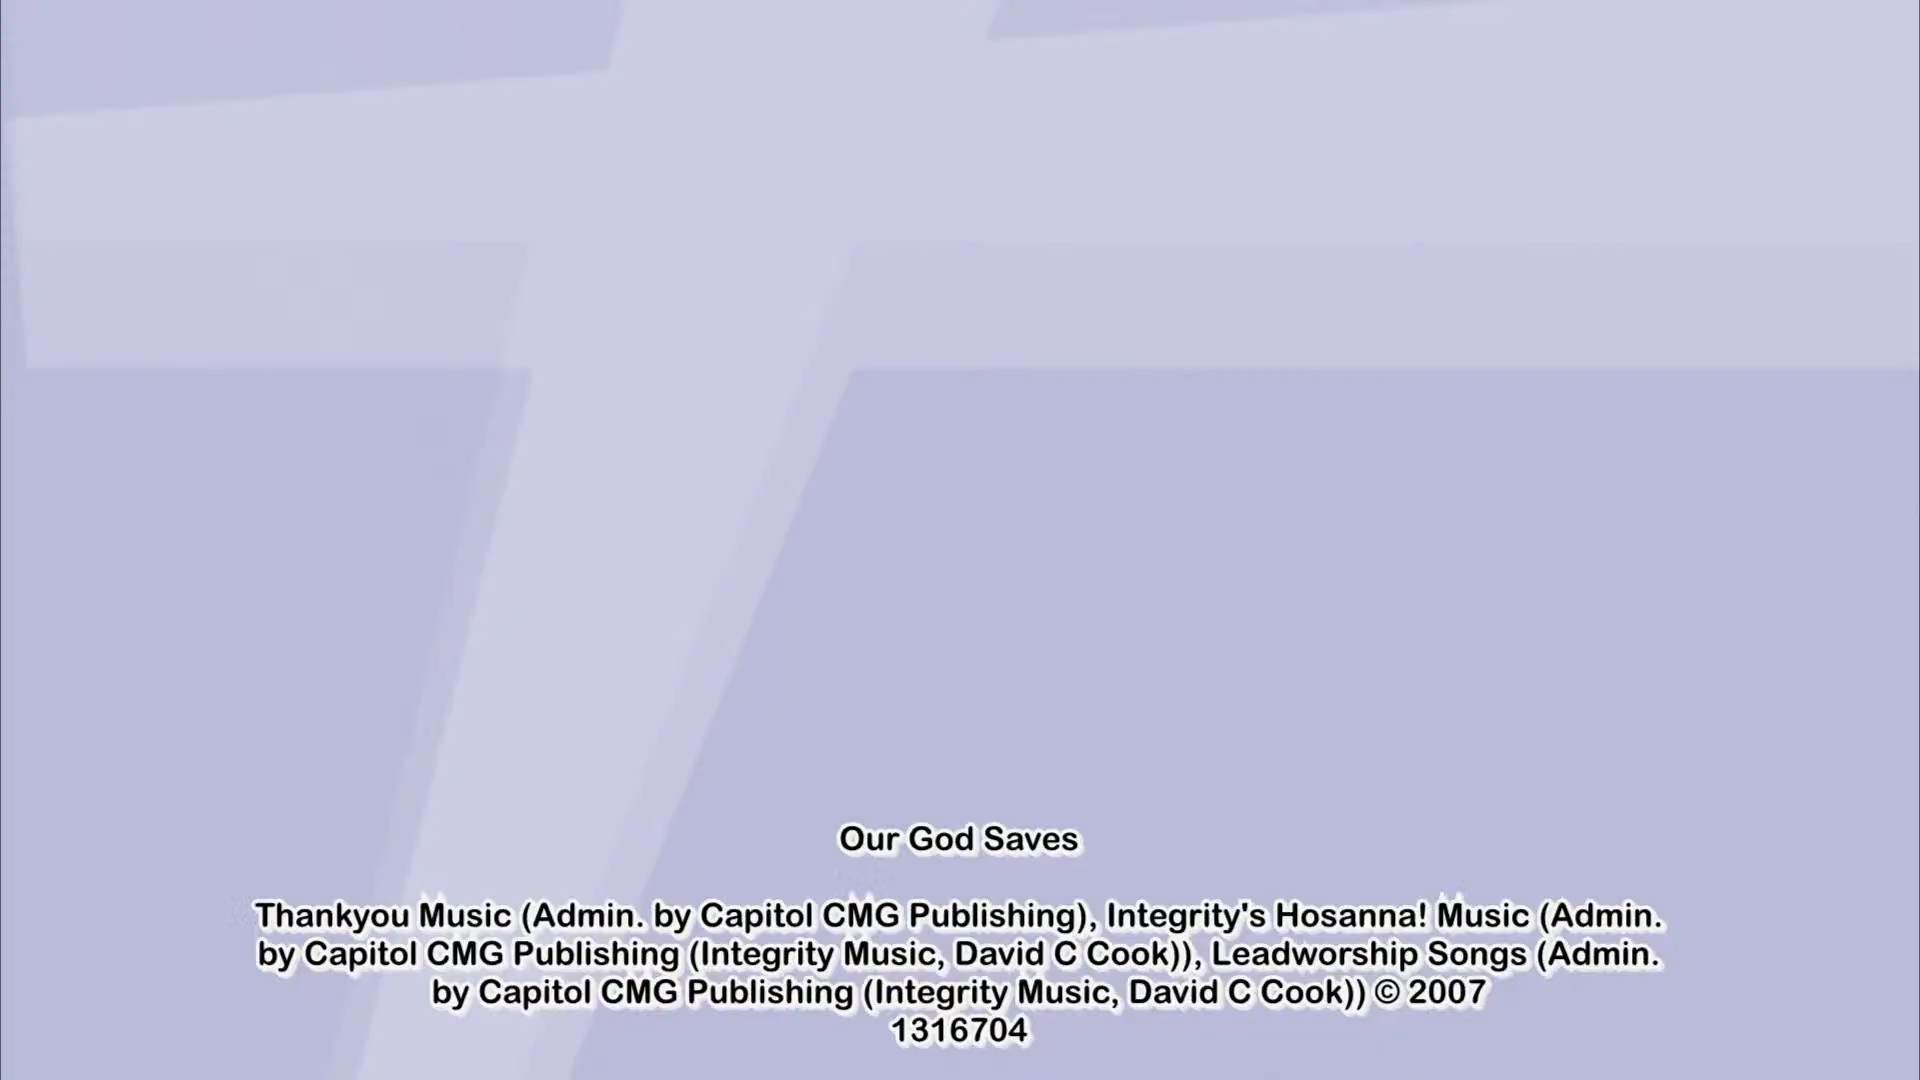 Our God Saves
Thankyou Music (Admin. by Capitol CMG Publishing), Integrity's Hosanna! Music (Admin.
by Capitol CMG Publishing (Integrity Music, David C Cook)), Leadworship Songs (Admin.
by Capitol CMG Publishing (Integrity Music, David C Cook)) © 2007
1316704